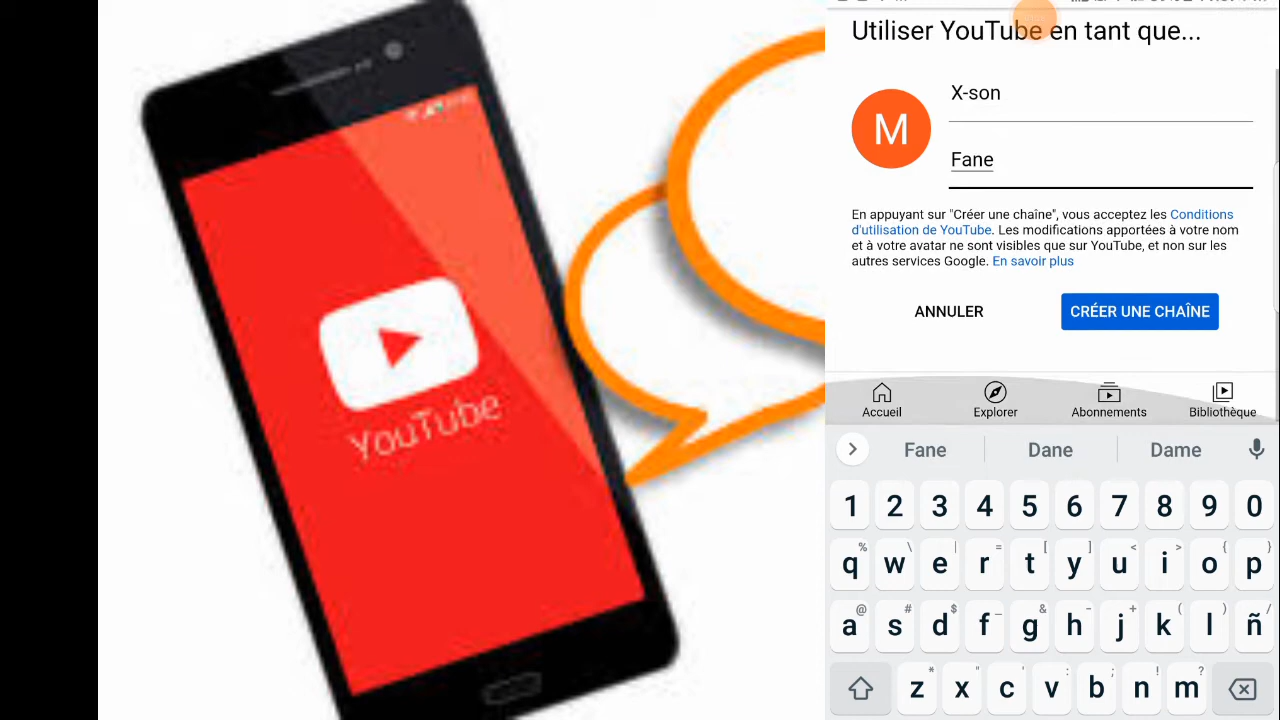 YouTube
Utiliser YouTube en tant que...
X-son
M
Fane
En appuyant sur "Créer une chaîne", vous acceptez les Conditions
d'utilisation de YouTube. Les modifications apportées à votre nom
et à votre avatar ne sont visibles que sur YouTube, et non sur les
autres services Google. En savoir plus
ANNULER CRÉER UNE CHAÎNE
Accueil Explorer Abonnements Bibliothèque
Fane Dane Dame
1 2 3 4 5 6 7 8 9 0
% \ | = [ ] < > { }
q w e r t y u i o p
@ # $ _ & - + ( ) /
a s d f g h j k l ñ
* " ' : ; ! ?
z x c v b n m